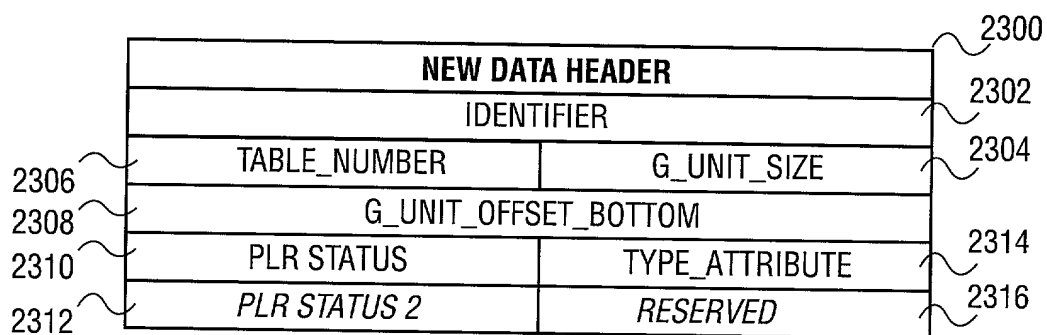 2300
NEW DATA HEADER
2302
IDENTIFIER
2306 TABLE_NUMBER G_UNIT_SIZE 2304
2308 G_UNIT_OFFSET_BOTTOM
2310 PLR STATUS TYPE_ATTRIBUTE 2314
2312 PLR STATUS 2 RESERVED 2316